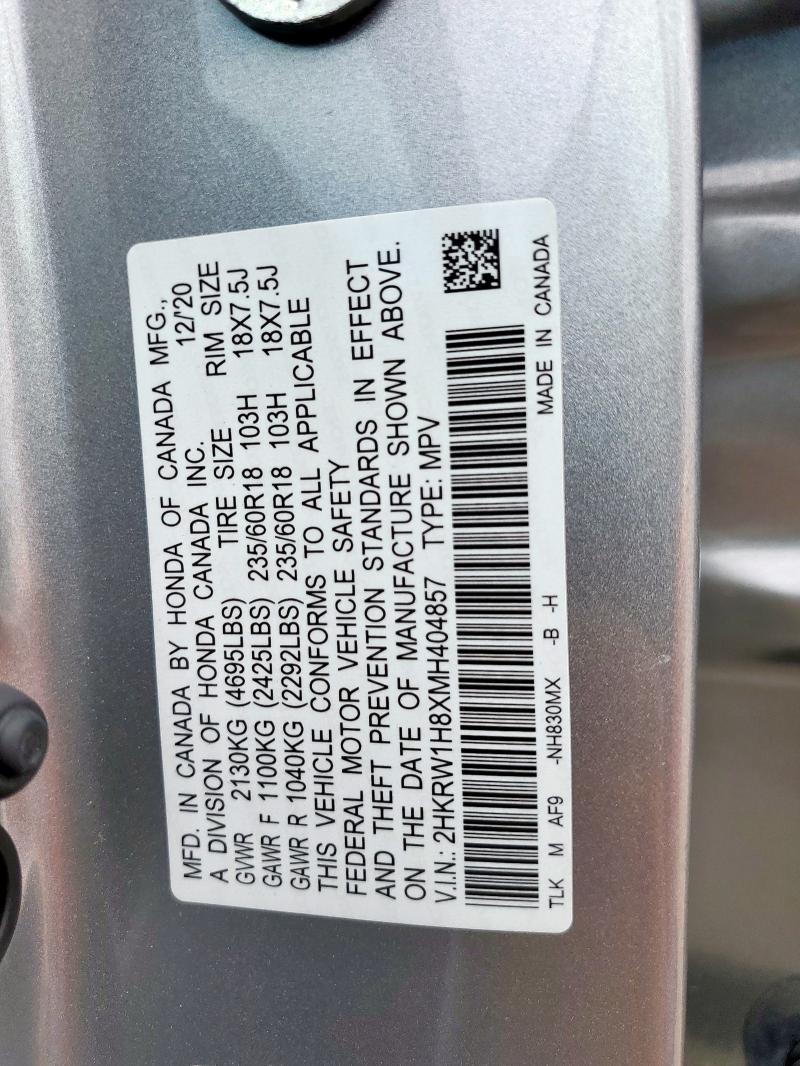 MFD. IN CANADA BY HONDA OF CANADA MFG.,
A DIVISION OF HONDA CANADA INC. 12/'20
GVWR 2130KG (4695LBS) TIRE SIZE RIM SIZE
GAWR F 1100KG (2425LBS) 235/60R18 103H 18X7.5J
GAWR R 1040KG (2292LBS) 235/60R18 103H 18X7.5J
THIS VEHICLE CONFORMS TO ALL APPLICABLE
FEDERAL MOTOR VEHICLE SAFETY
AND THEFT PREVENTION STANDARDS IN EFFECT
ON THE DATE OF MANUFACTURE SHOWN ABOVE.
V.I.N.: 2HKRW1H8XMH404857 TYPE: MPV
TLK M AF9 -NH830MX -B -H MADE IN CANADA